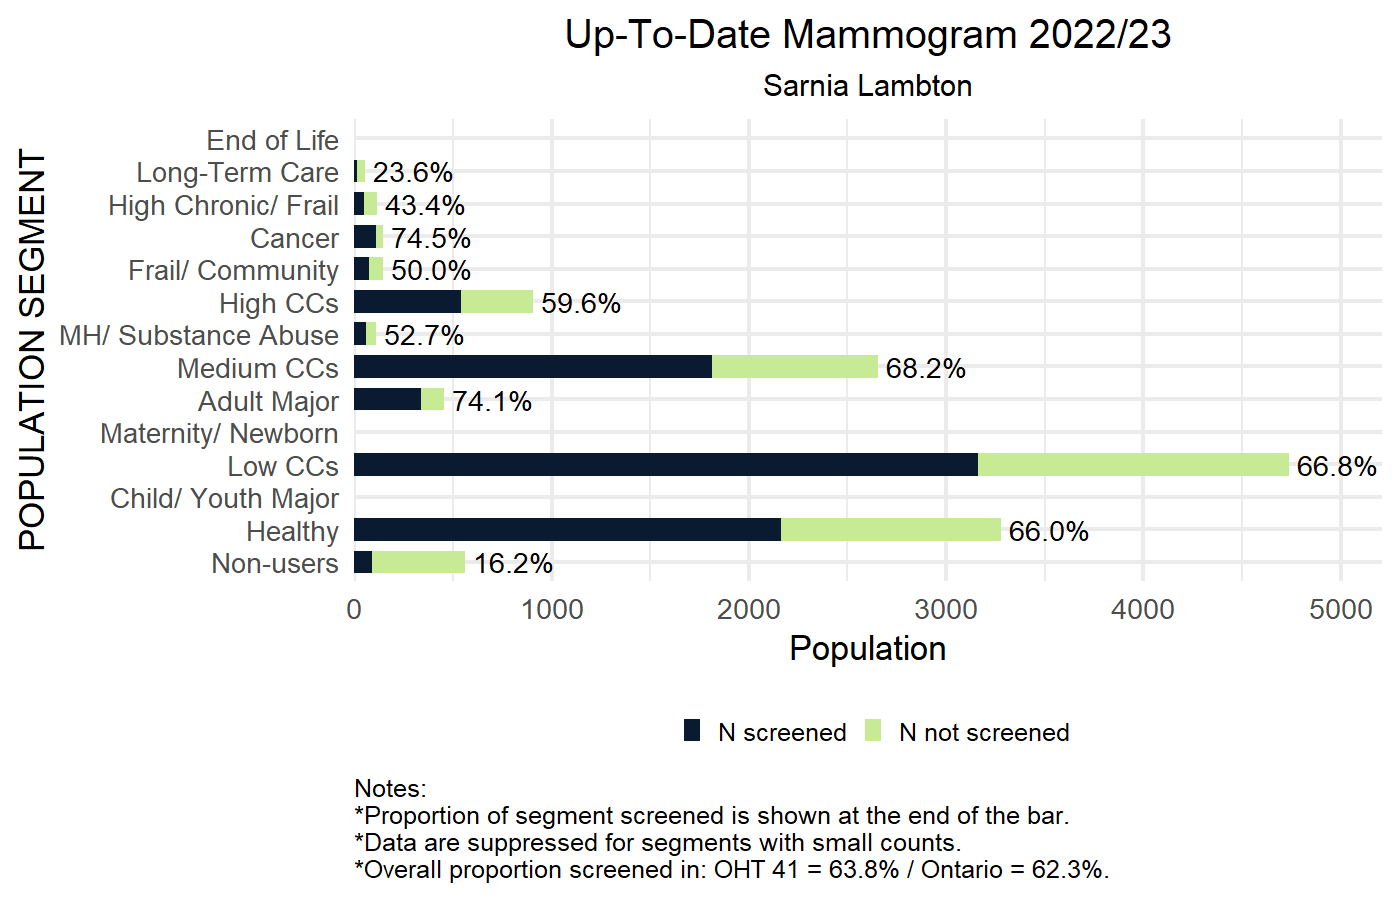 Up-To-Date Mammogram 2022/23
Sarnia Lambton
POPULATION SEGMENT
End of Life
Long-Term Care 23.6%
High Chronic/ Frail 43.4%
Cancer 74.5%
Frail/ Community 50.0%
High CCs 59.6%
MH/ Substance Abuse 52.7%
Medium CCs 68.2%
Adult Major 74.1%
Maternity/ Newborn
Low CCs 66.8%
Child/ Youth Major
Healthy 66.0%
Non-users 16.2%
0 1000 2000 3000 4000 5000
Population
N screened N not screened
Notes:
*Proportion of segment screened is shown at the end of the bar.
*Data are suppressed for segments with small counts.
*Overall proportion screened in: OHT 41 = 63.8% / Ontario = 62.3%.